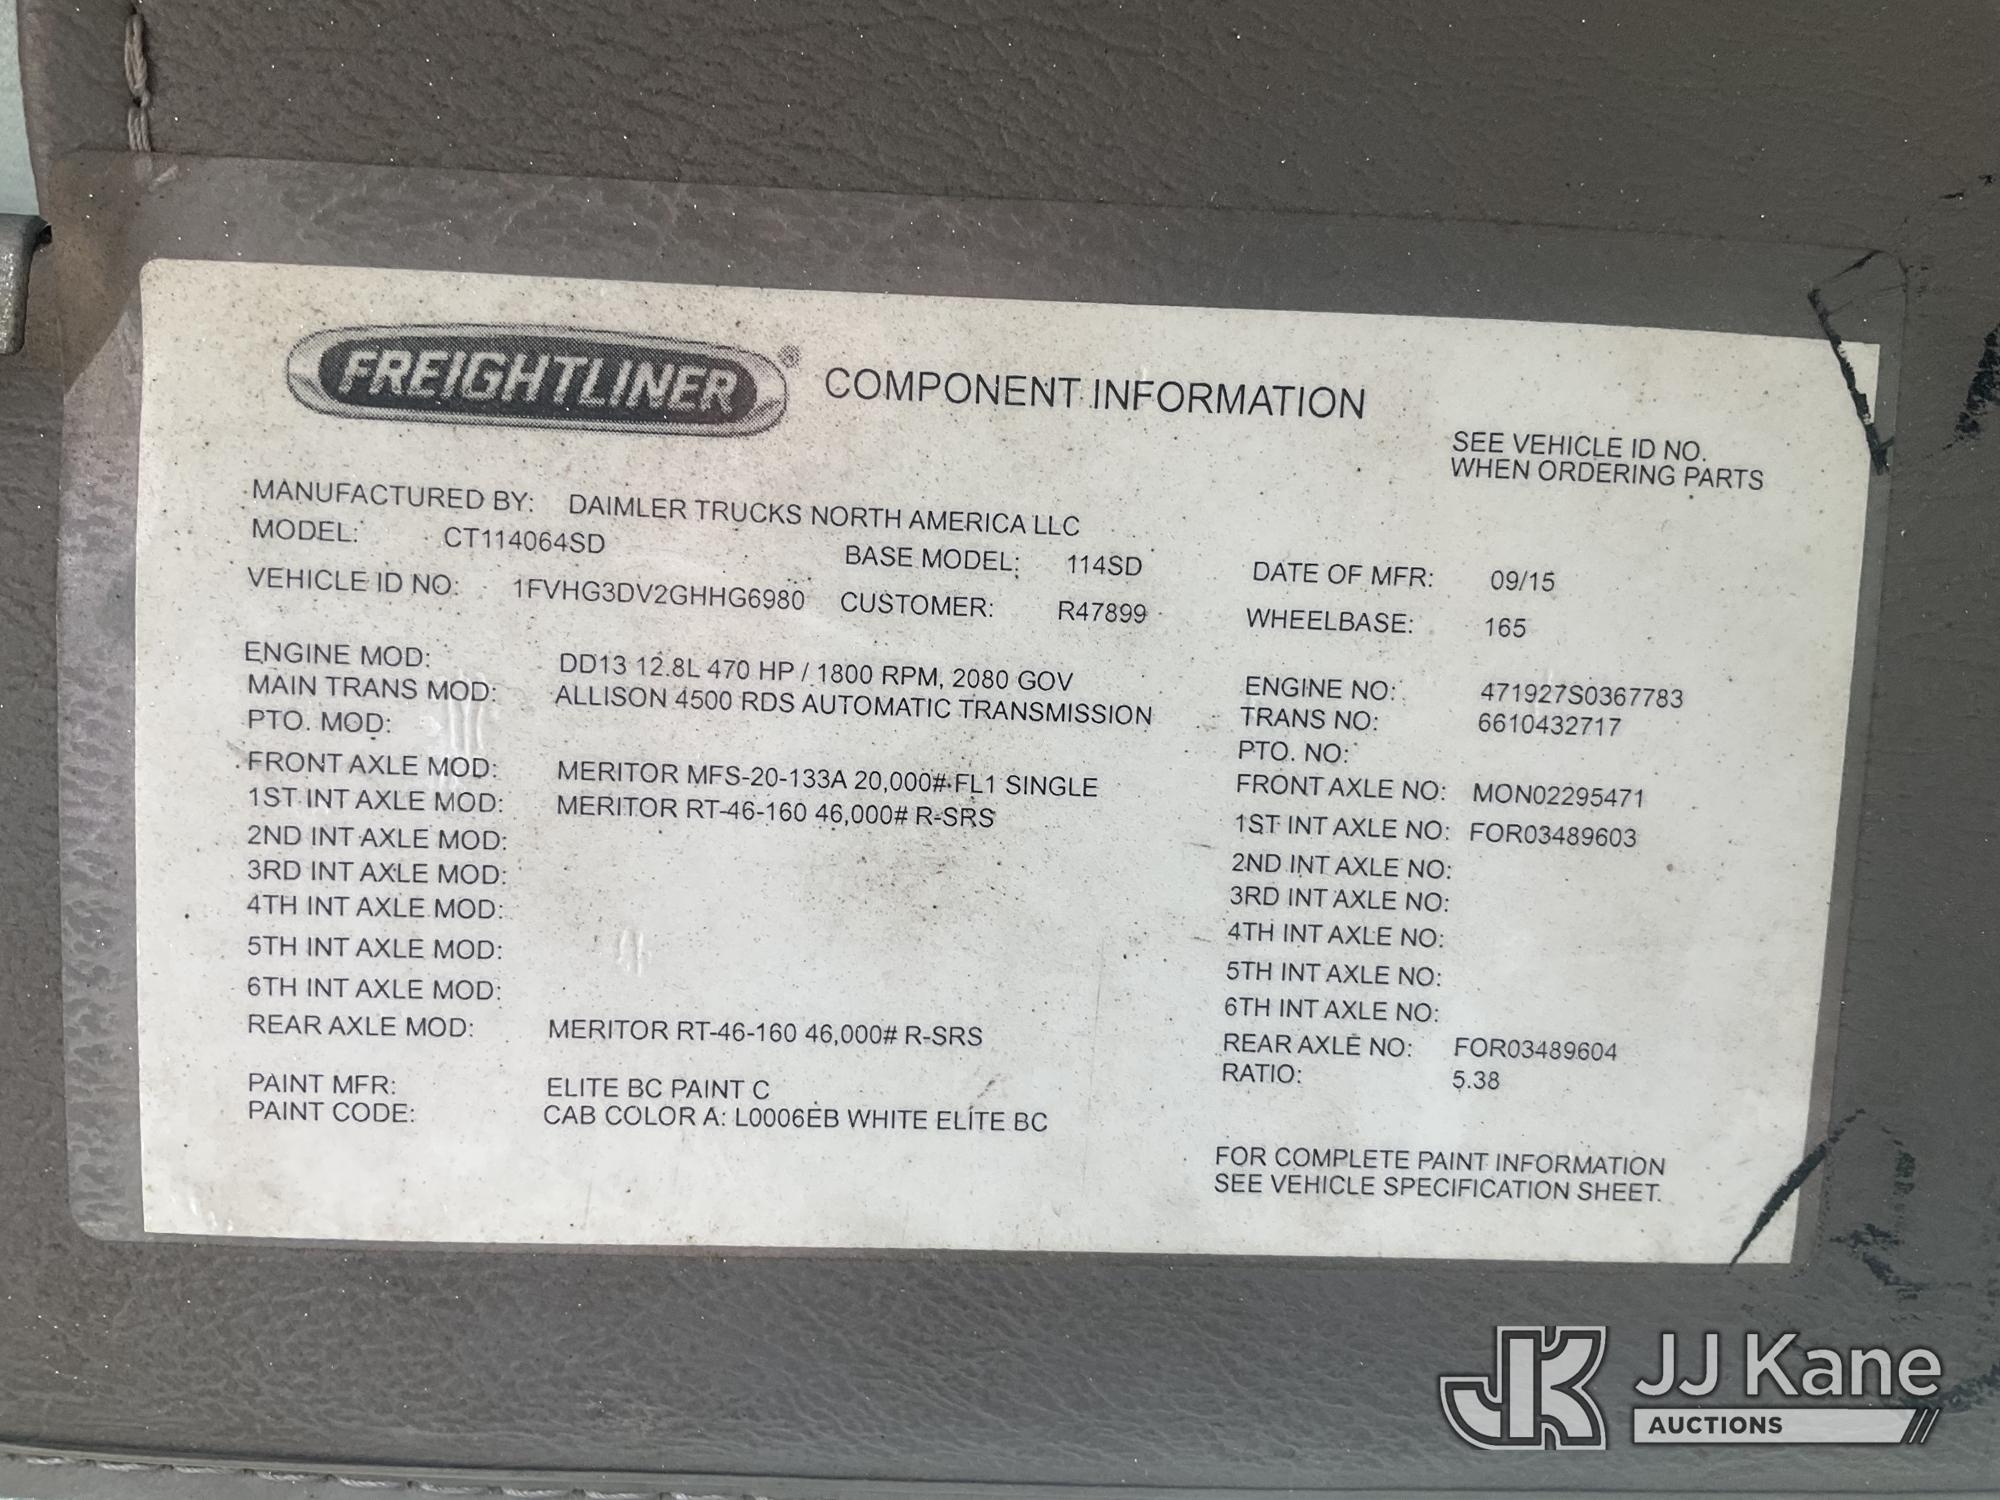 FREIGHTLINER® COMPONENT INFORMATION
SEE VEHICLE ID NO.
WHEN ORDERING PARTS
MANUFACTURED BY: DAIMLER TRUCKS NORTH AMERICA LLC
MODEL: CT114064SD BASE MODEL: 114SD DATE OF MFR: 09/15
VEHICLE ID NO: 1FVHG3DV2GHHG6980 CUSTOMER: R47899 WHEELBASE: 165
ENGINE MOD: DD13 12.8L 470 HP / 1800 RPM, 2080 GOV ENGINE NO: 471927S0367783
MAIN TRANS MOD: ALLISON 4500 RDS AUTOMATIC TRANSMISSION TRANS NO: 6610432717
PTO. MOD: PTO. NO:
FRONT AXLE MOD: MERITOR MFS-20-133A 20,000# FL1 SINGLE FRONT AXLE NO: MON02295471
1ST INT AXLE MOD: MERITOR RT-46-160 46,000# R-SRS 1ST INT AXLE NO: FOR03489603
2ND INT AXLE MOD: 2ND INT AXLE NO:
3RD INT AXLE MOD: 3RD INT AXLE NO:
4TH INT AXLE MOD: 4TH INT AXLE NO:
5TH INT AXLE MOD: 5TH INT AXLE NO:
6TH INT AXLE MOD: 6TH INT AXLE NO:
REAR AXLE MOD: MERITOR RT-46-160 46,000# R-SRS REAR AXLE NO: FOR03489604
RATIO: 5.38
PAINT MFR: ELITE BC PAINT C
PAINT CODE: CAB COLOR A: L0006EB WHITE ELITE BC
FOR COMPLETE PAINT INFORMATION
SEE VEHICLE SPECIFICATION SHEET.
JK JJ Kane
AUCTIONS